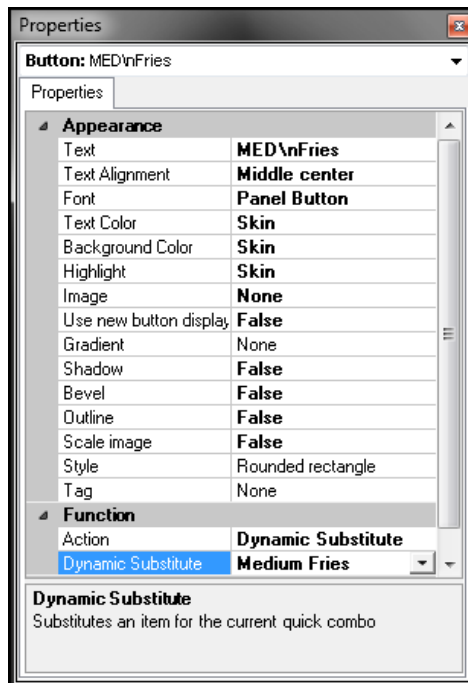 Properties
Button: MED\nFries
Properties
Appearance
Text MED\nFries
Text Alignment Middle center
Font Panel Button
Text Color Skin
Background Color Skin
Highlight Skin
Image None
Use new button display False
Gradient None
Shadow False
Bevel False
Outline False
Scale image False
Style Rounded rectangle
Tag None
Function
Action Dynamic Substitute
Dynamic Substitute Medium Fries
Dynamic Substitute
Substitutes an item for the current quick combo